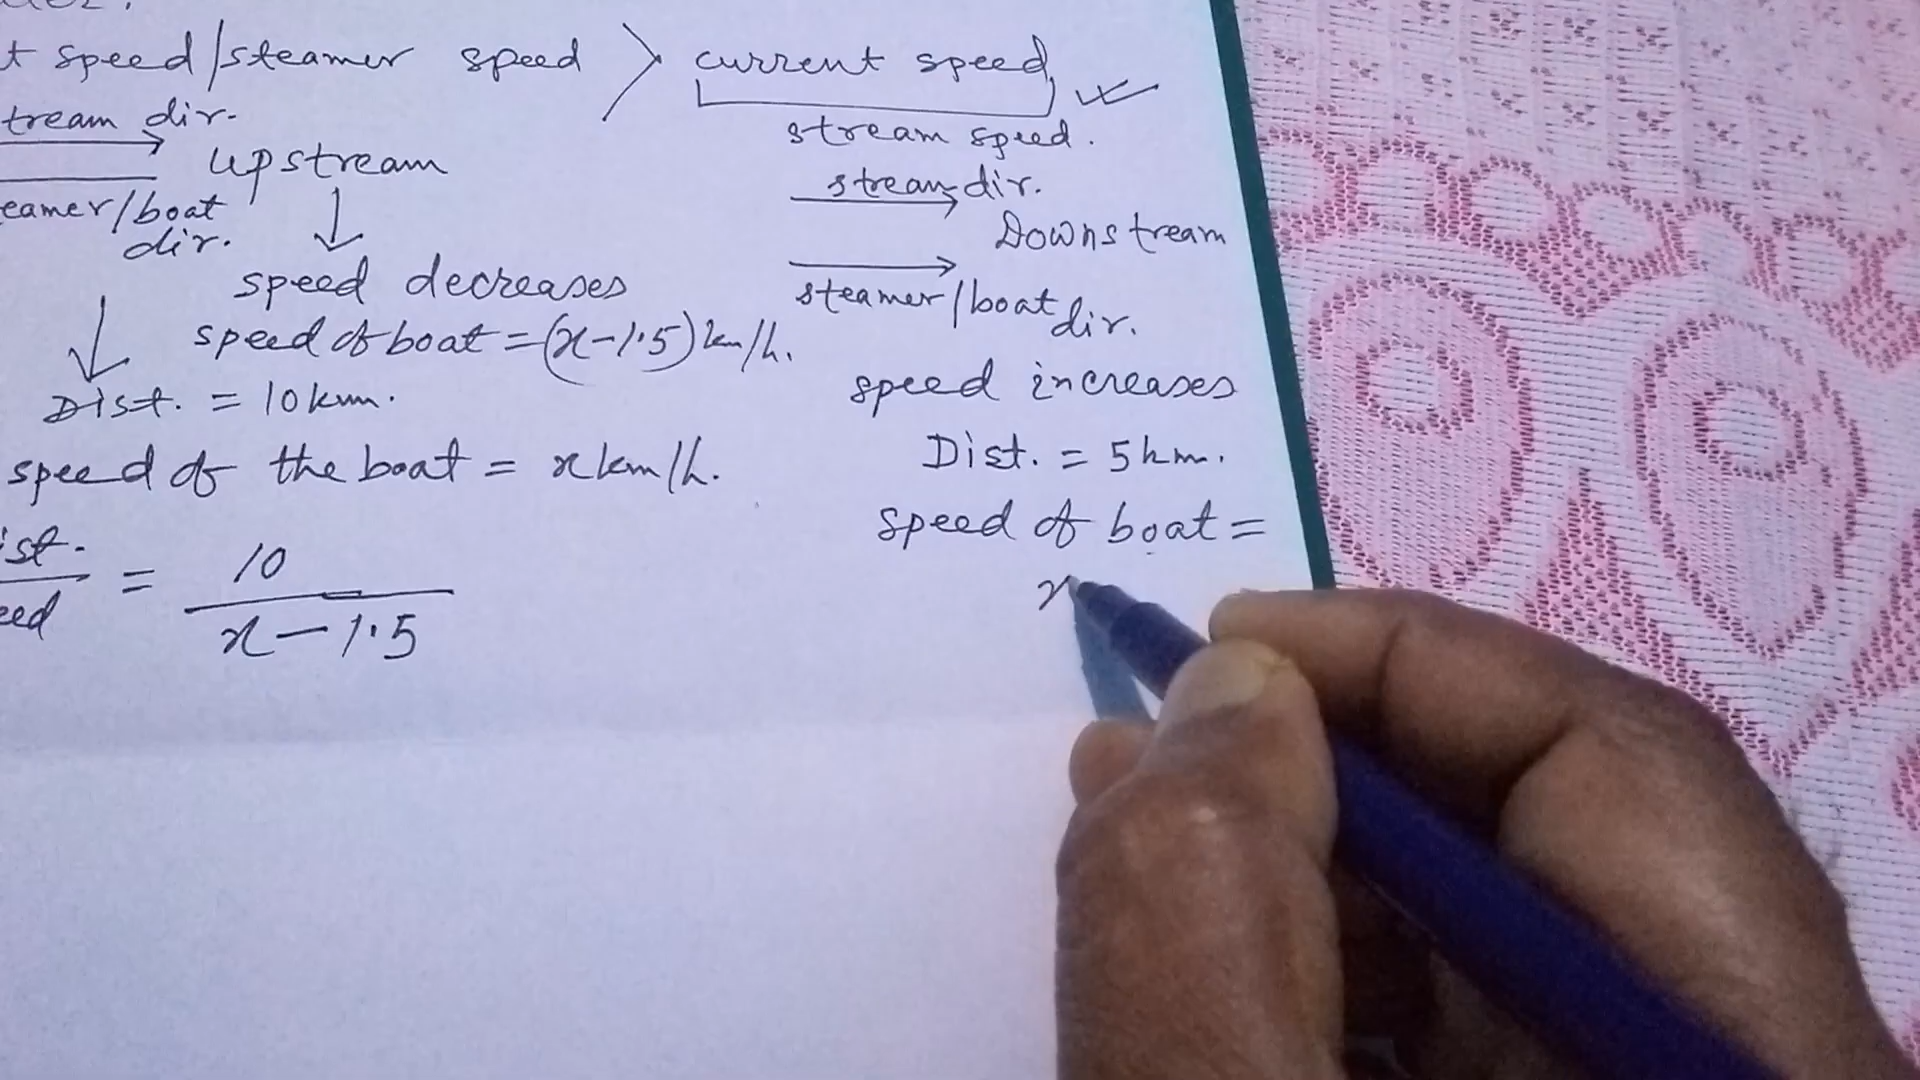 speed/steamer speed > current speed
stream speed.
tream dir.
upstream
eamer/boat
dir.
speed decreases
speed of boat = (x-1.5) km/h.
Dist. = 10 km.
speed of the boat = x km/h.
ist. = 10
eed x - 1.5
stream dir.
Downstream
steamer/boat dir.
speed increases
Dist. = 5 km.
speed of boat =
x